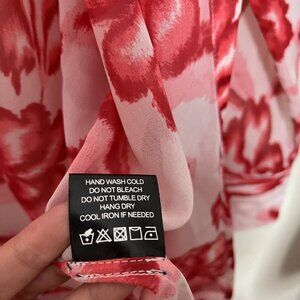 HAND WASH COLD
DO NOT BLEACH
DO NOT TUMBLE DRY
HANG DRY
COOL IRON IF NEEDED